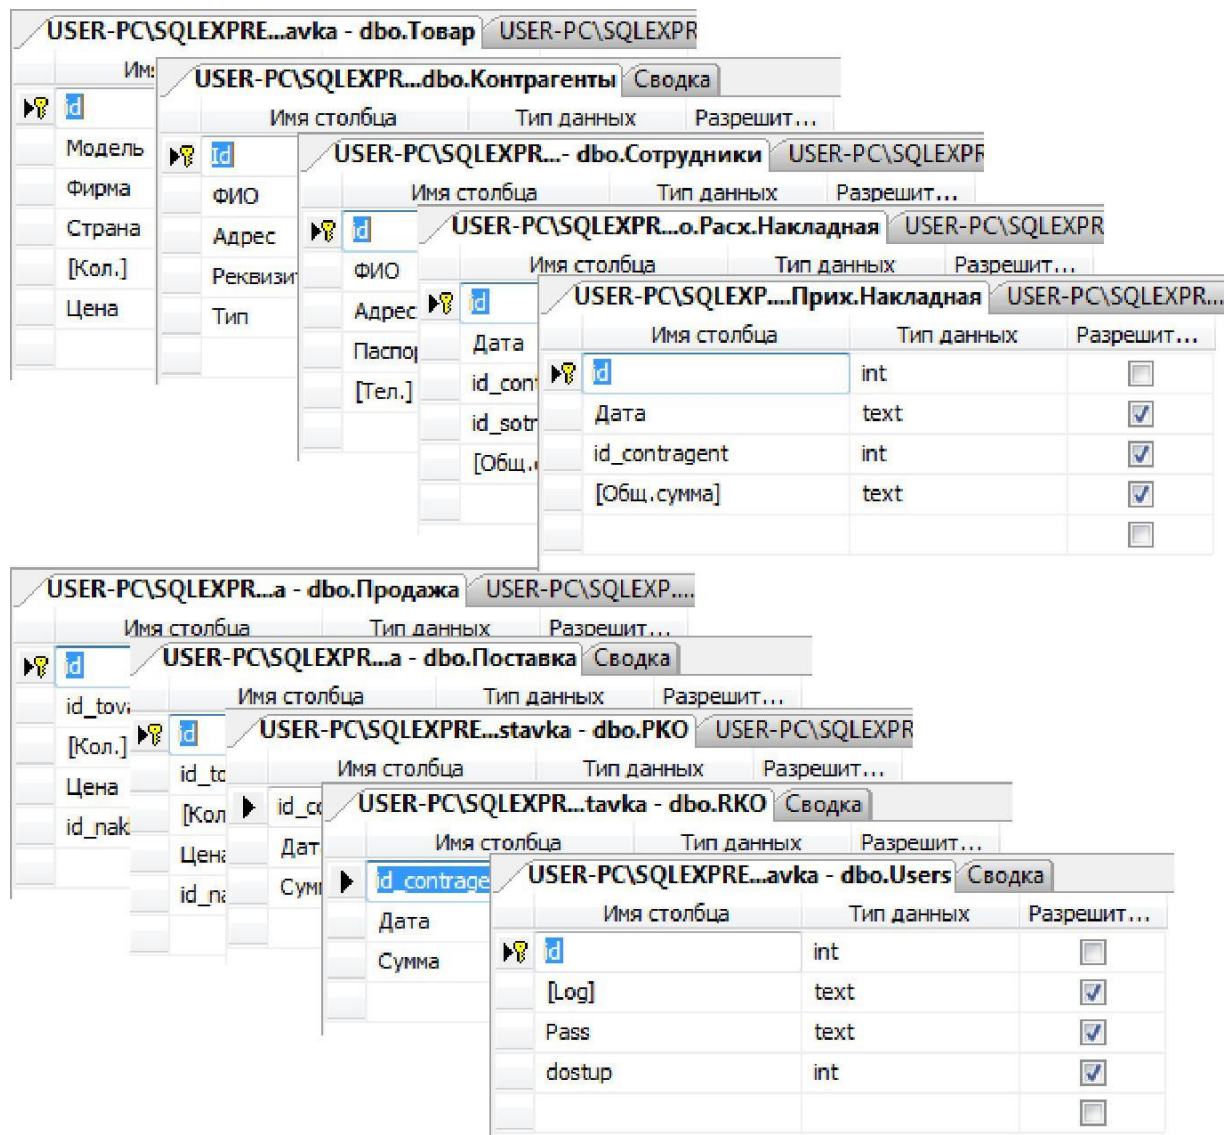 USER-PC\SQLEXPRE...avka - dbo.Товар USER-PC\SQLEXPR
id
Модель
Фирма
Страна
[Кол.]
Цена
USER-PC\SQLEXPR...dbo.Контрагенты Сводка
Имя столбца Тип данных Разрешит...
Id
ФИО
Адрес
Тип
USER-PC\SQLEXPR...- dbo.Сотрудники USER-PC\SQLEXPR
Имя столбца Тип данных Разрешит...
id
ФИО
Адрес
[Тел.]
USER-PC\SQLEXPR...о.Расх.Накладная USER-PC\SQLEXPR
Имя столбца Тип данных Разрешит...
id
Дата
USER-PC\SQLEXP....Прих.Накладная USER-PC\SQLEXPR...
Имя столбца Тип данных Разрешит...
id int
Дата text
id_contragent int
[Общ.сумма] text
USER-PC\SQLEXPR...a - dbo.Продажа USER-PC\SQLEXP....
Имя столбца Тип данных Разрешит...
id
[Кол.]
Цена
USER-PC\SQLEXPR...a - dbo.Поставка Сводка
Имя столбца Тип данных Разрешит...
id
USER-PC\SQLEXPRE...stavka - dbo.PKO USER-PC\SQLEXPR
Имя столбца Тип данных Разрешит...
USER-PC\SQLEXPR...tavka - dbo.RKO Сводка
Имя столбца Тип данных Разрешит...
id_contrage
Дата
Сумма
USER-PC\SQLEXPRE...avka - dbo.Users Сводка
Имя столбца Тип данных Разрешит...
id int
[Log] text
Pass text
dostup int